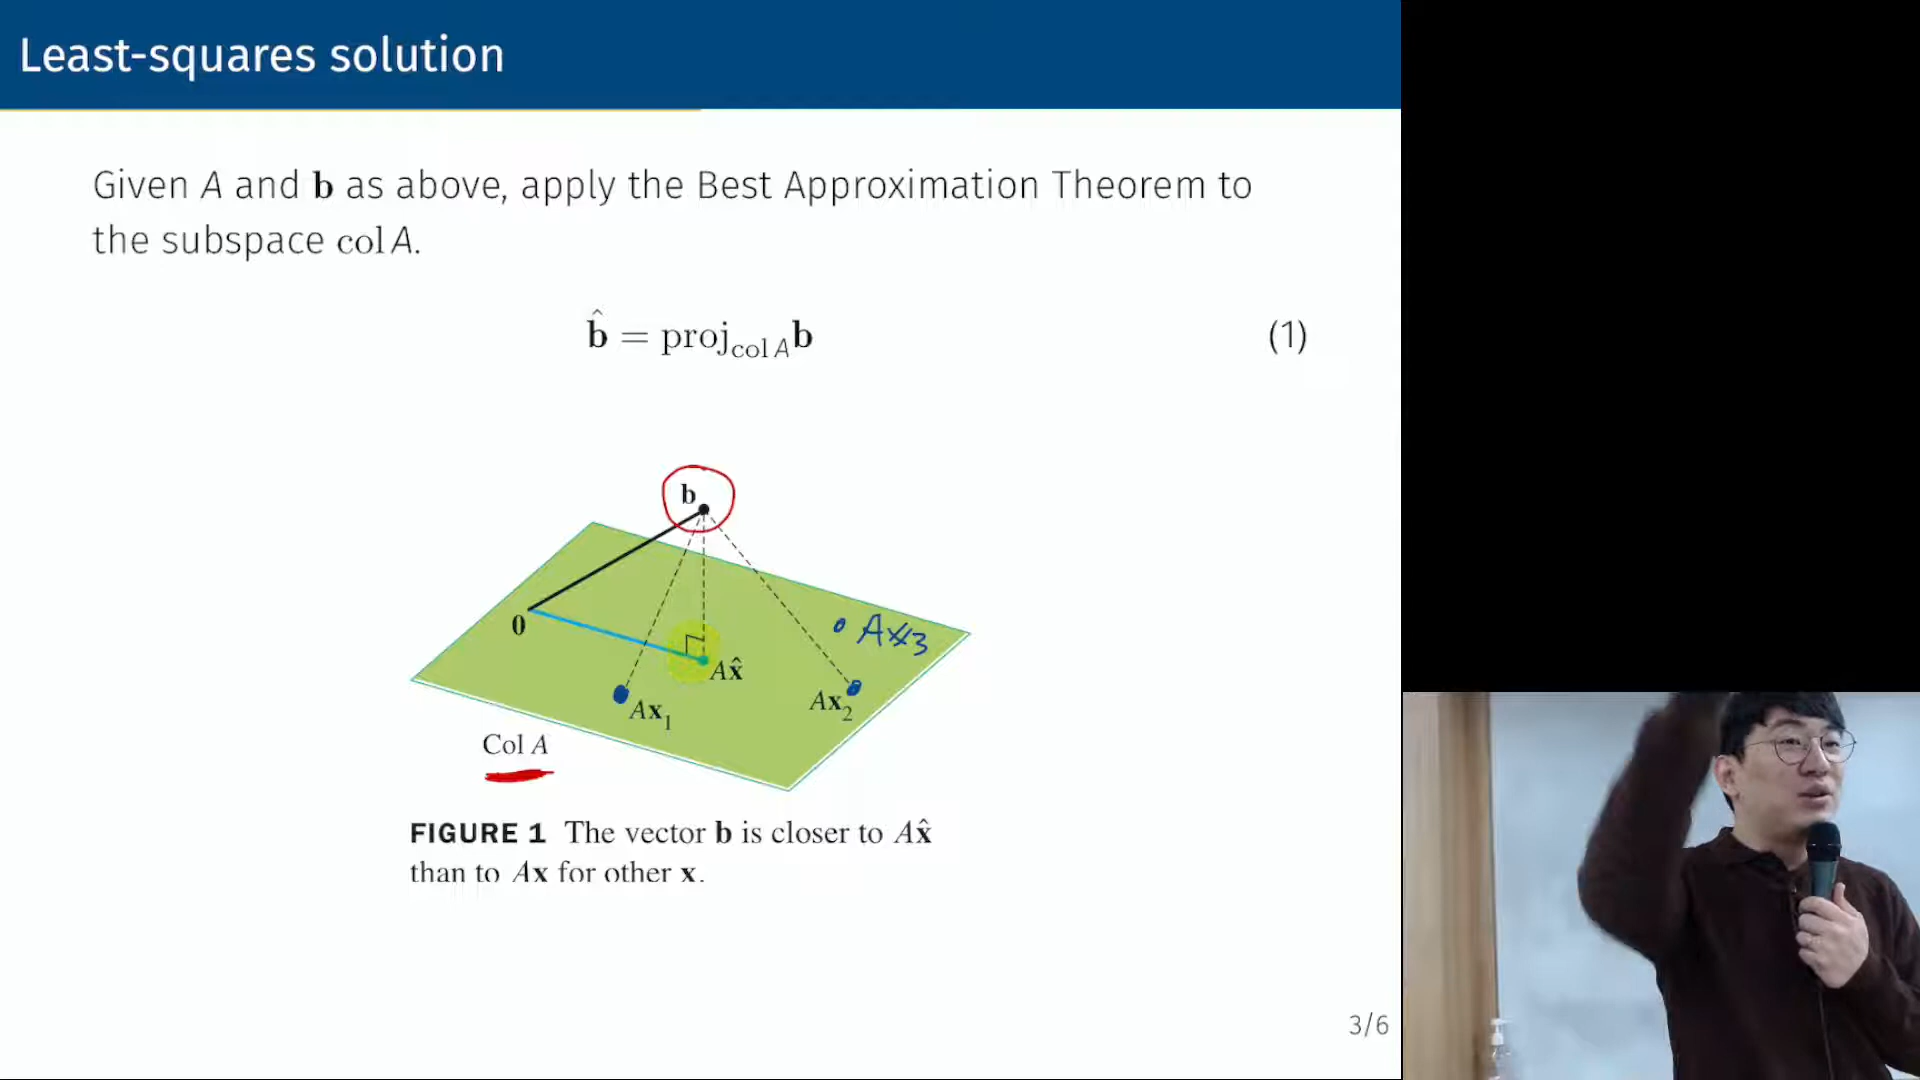 Least-squares solution
Given A and b as above, apply the Best Approximation Theorem to
the subspace col A.
b̂ = proj_{col A} b (1)
b
0
Ax₃
Ax̂
Ax₁
Ax₂
Col A
FIGURE 1 The vector b is closer to Ax̂
than to Ax for other x.
3/6